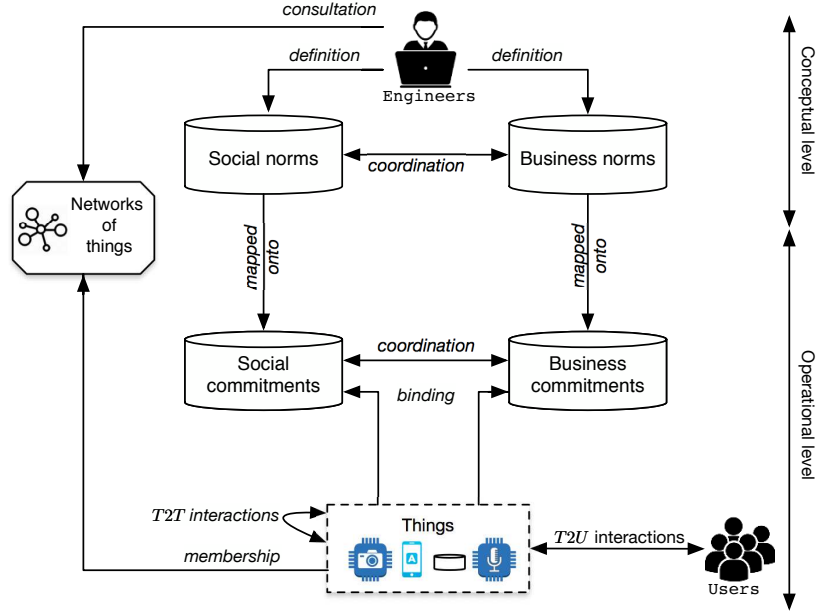 consultation
definition
definition
Engineers
Social norms
coordination
Business norms
Networks
of
things
mapped
onto
mapped
onto
Social
commitments
coordination
Business
commitments
binding
T2T interactions
Things
A
T2U interactions
membership
Users
Conceptual level
Operational level